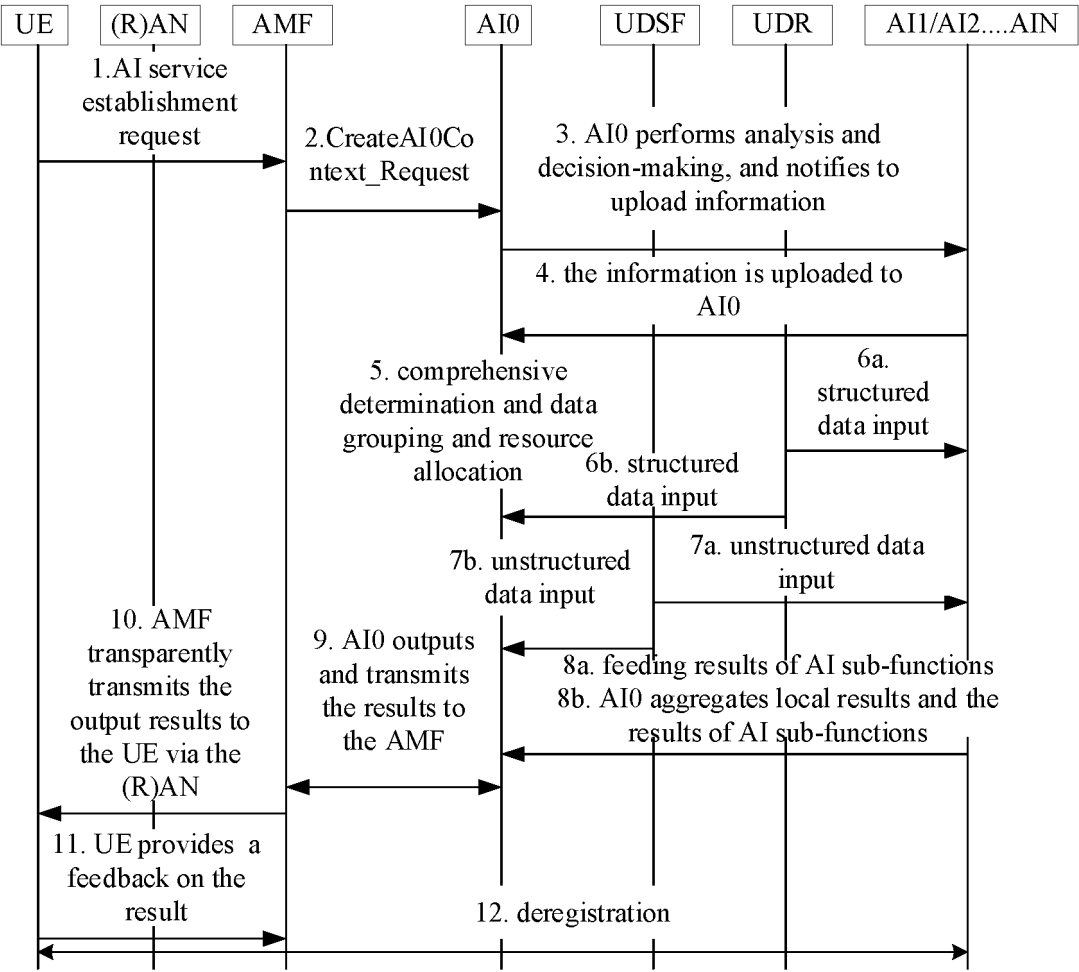 UE
(R)AN
AMF
AI0
UDSF
UDR
AI1/AI2....AIN
1.AI service
establishment
request
2.CreateAI0Co
ntext_Request
3. AI0 performs analysis and
decision-making, and notifies to
upload information
4. the information is uploaded to
AI0
5. comprehensive
determination and data
grouping and resource
allocation
6a.
structured
data input
6b. structured
data input
7a. unstructured data
input
7b. unstructured
data input
8a. feeding results of AI sub-functions
8b. AI0 aggregates local results and the
results of AI sub-functions
9. AI0 outputs
and transmits
the results to
the AMF
10. AMF
transparently
transmits the
output results to
the UE via the
(R)AN
11. UE provides a
feedback on the
result
12. deregistration